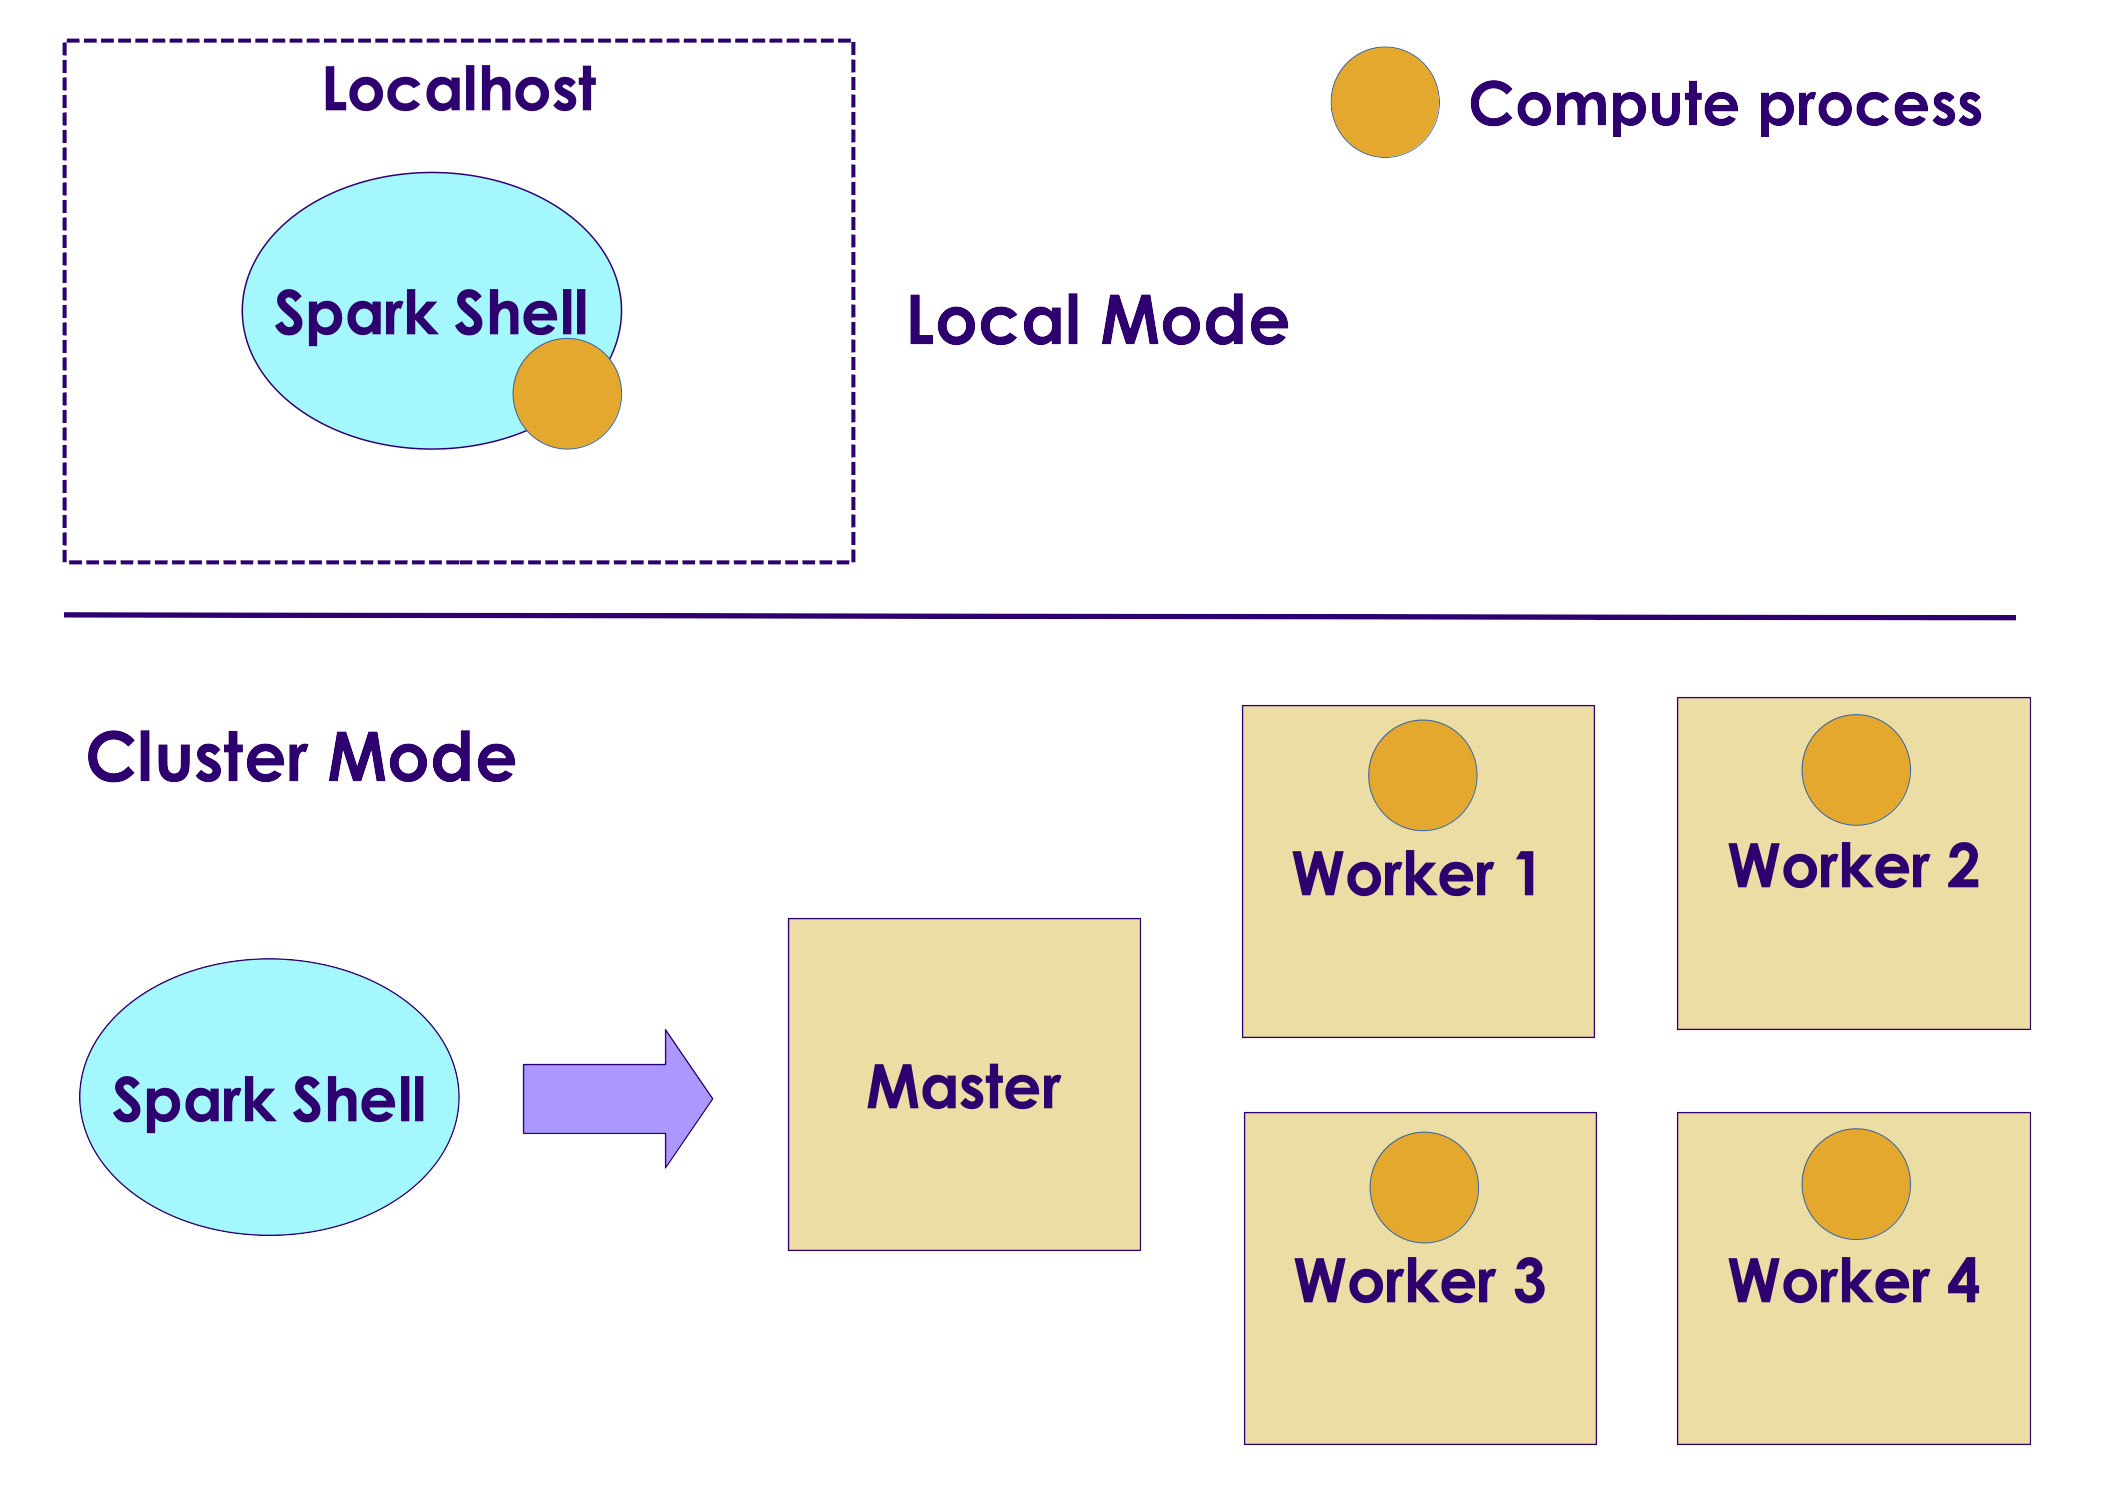 Localhost
Compute process
Spark Shell
Local Mode
Cluster Mode
Worker 1
Worker 2
Spark Shell
Master
Worker 3
Worker 4